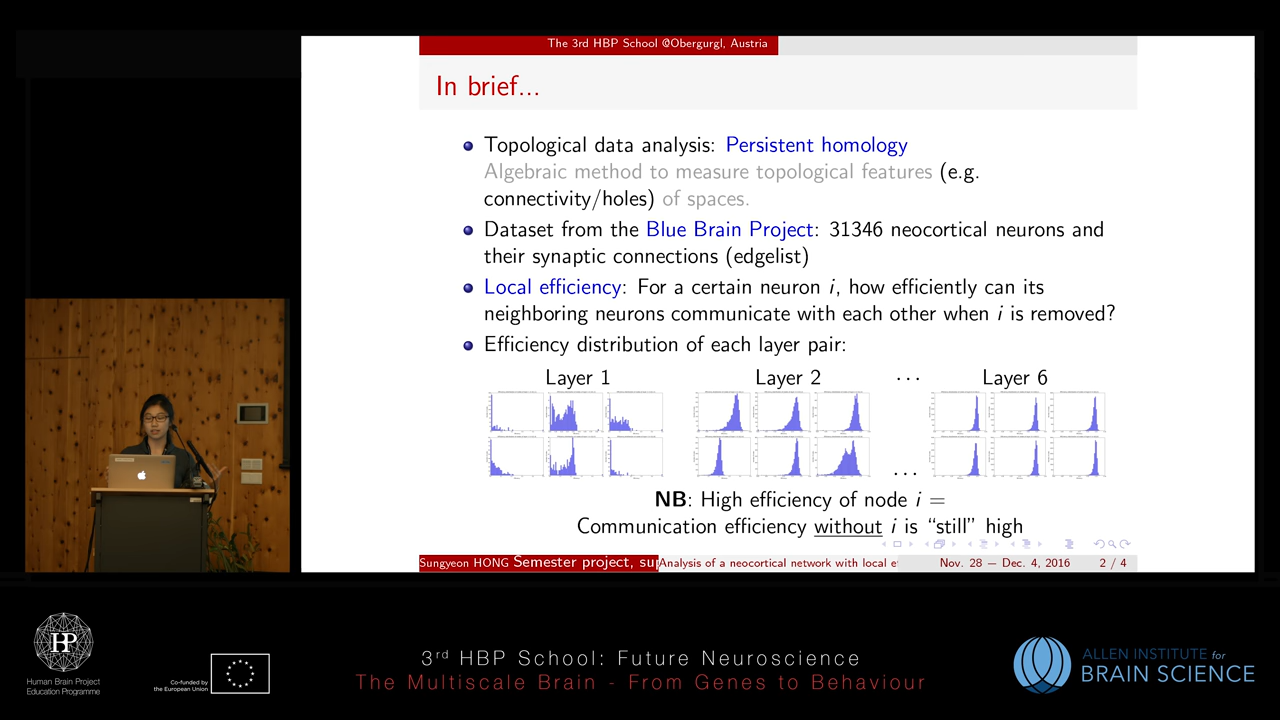 The 3rd HBP School @Obergurgl, Austria
In brief...
Topological data analysis: Persistent homology
Algebraic method to measure topological features (e.g.
connectivity/holes) of spaces.
Dataset from the Blue Brain Project: 31346 neocortical neurons and
their synaptic connections (edgelist)
Local efficiency: For a certain neuron i, how efficiently can its
neighboring neurons communicate with each other when i is removed?
Efficiency distribution of each layer pair:
Layer 1 Layer 2 ... Layer 6
...
NB: High efficiency of node i =
Communication efficiency without i is “still” high
Sungyeon HONG Semester project, su Analysis of a neocortical network with local ef Nov. 28 – Dec. 4, 2016 2 / 4
HP
Human Brain Project
Education Programme
Co-funded by
the European Union
3rd HBP School: Future Neuroscience
The Multiscale Brain - From Genes to Behaviour
ALLEN INSTITUTE for
BRAIN SCIENCE